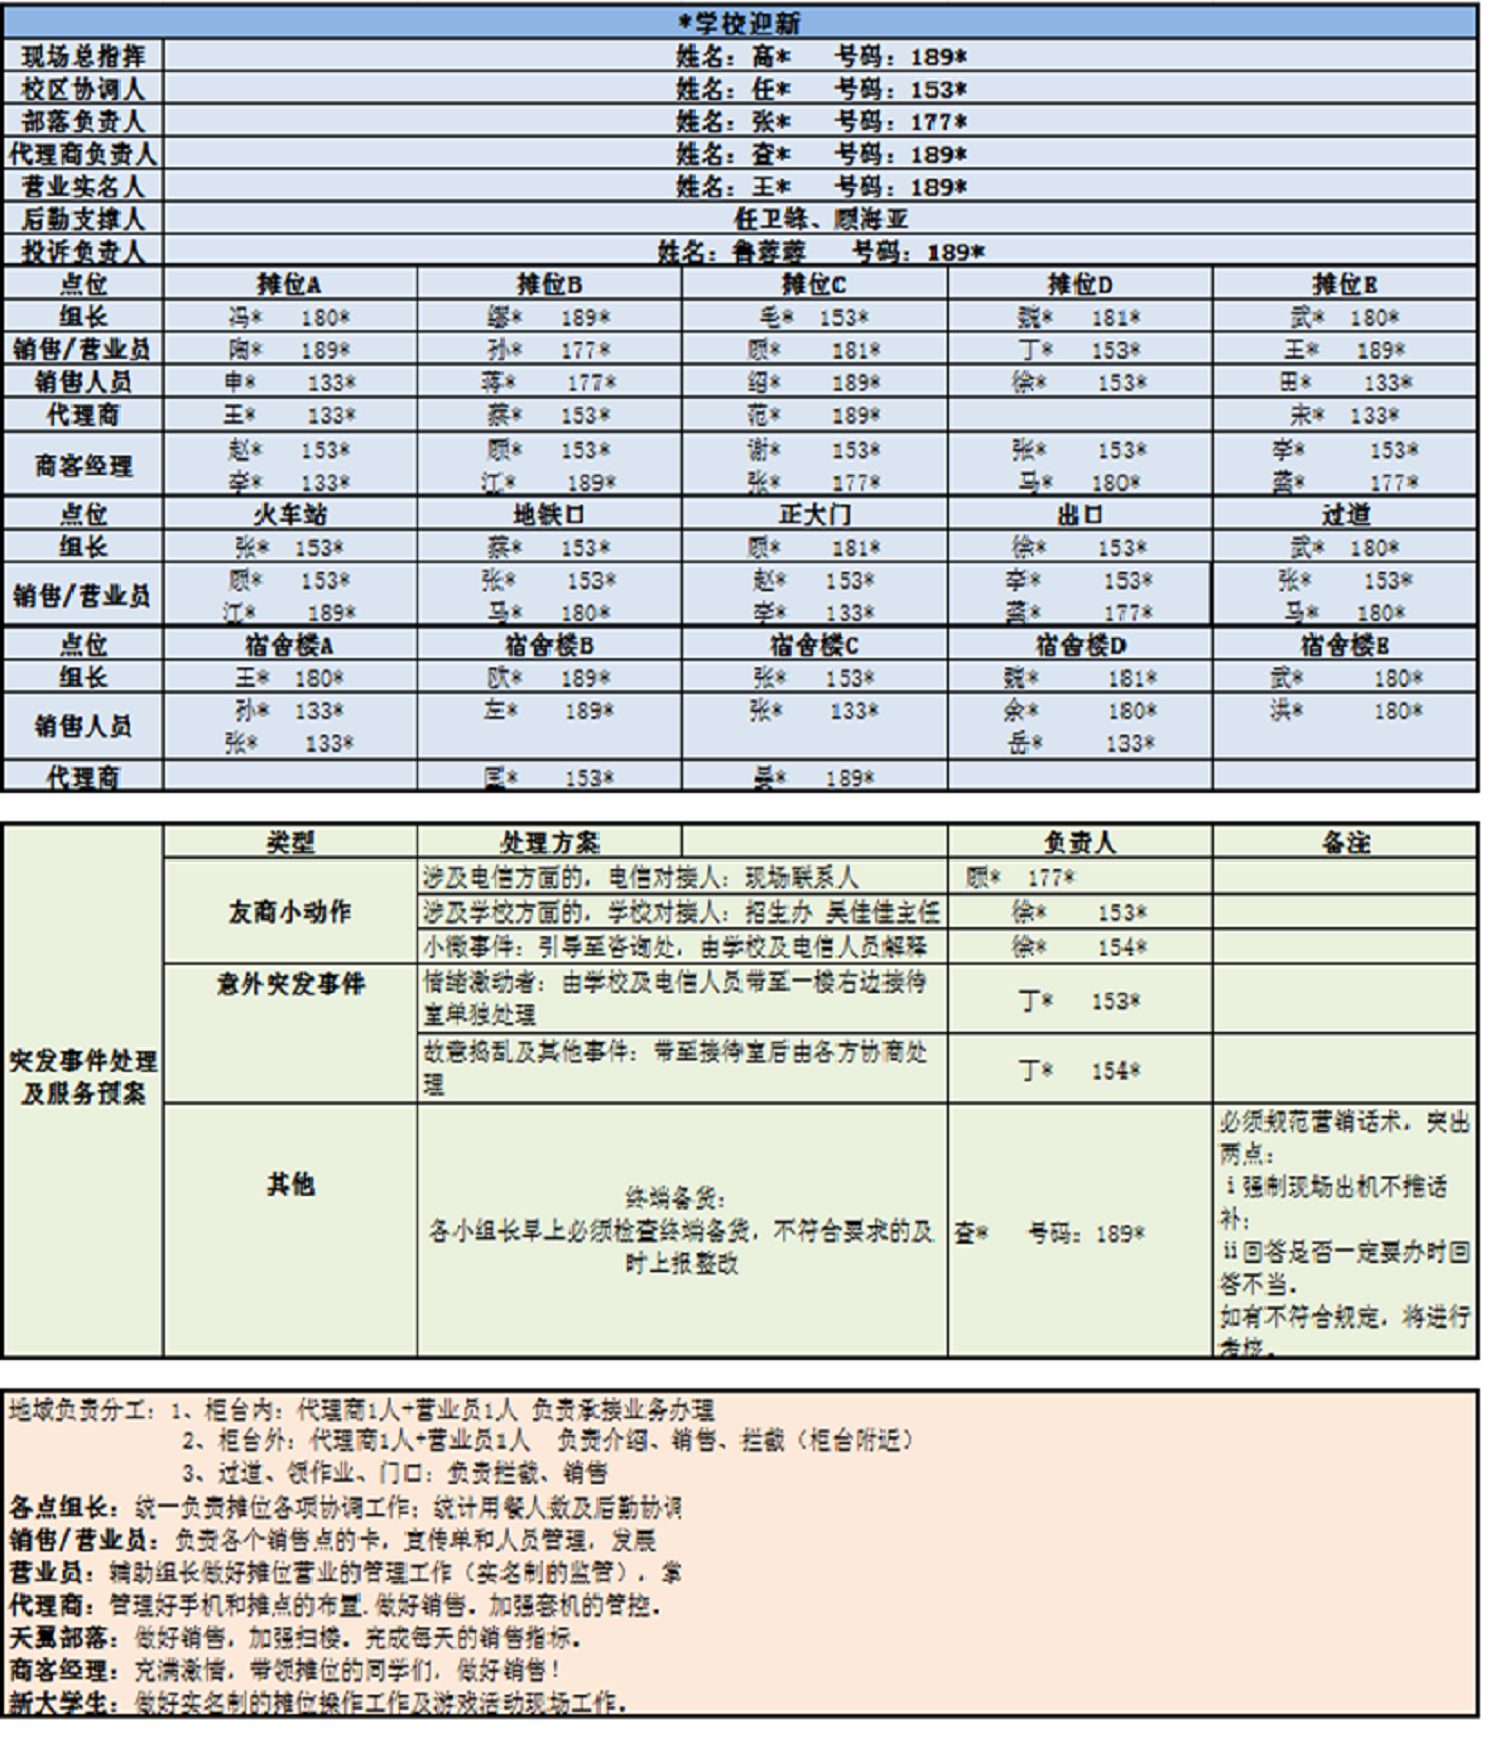 *学校迎新
现场总指挥 姓名：高* 号码：189*
校区协调人 姓名：任* 号码：153*
部落负责人 姓名：张* 号码：177*
代理商负责人 姓名：查* 号码：189*
营业实名人 姓名：王* 号码：189*
后勤支撑人 任卫锋、顾海亚
投诉负责人 姓名：鲁蓉蓉 号码：189*
点位 摊位A 摊位B 摊位C 摊位D 摊位E
组长 冯* 180* 缪* 189* 毛* 153* 魏* 181* 武* 180*
销售/营业员 陶* 189* 孙* 177* 顾* 181* 丁* 153* 王* 189*
销售人员 申* 133* 蒋* 177* 绍* 189* 徐* 153* 田* 133*
代理商 王* 133* 蔡* 153* 范* 189* 宋* 133*
商客经理 赵* 153* 顾* 153* 谢* 153* 张* 153* 李* 153*
李* 133* 江* 189* 张* 177* 马* 180* 177*
点位 火车站 地铁口 正大门 出口 过道
组长 张* 153* 蔡* 153* 顾* 181* 徐* 153* 武* 180*
销售/营业员 顾* 153* 张* 153* 赵* 153* 李* 153* 张* 153*
江* 189* 马* 180* 李* 133* 177* 马* 180*
点位 宿舍楼A 宿舍楼B 宿舍楼C 宿舍楼D 宿舍楼E
组长 王* 180* 欧* 189* 张* 153* 魏* 181* 武* 180*
销售人员 孙* 133* 左* 189* 张* 133* 余* 180* 洪* 180*
张* 133* 岳* 133*
代理商 153* 晏* 189*
突发事件处理
及服务预案
类型 处理方案 负责人 备注
友商小动作
涉及电信方面的，电信对接人：现场联系人 顾* 177*
涉及学校方面的，学校对接人：招生办 吴佳佳主任 徐* 153*
小微事件：引导至咨询处，由学校及电信人员解释 徐* 154*
意外突发事件
情绪激动者：由学校及电信人员带至一楼右边接待
室单独处理
丁* 153*
故意捣乱及其他事件：带至接待室后由各方协商处
理
丁* 154*
其他
终端备货：
各小组长早上必须检查终端备货，不符合要求的及
时上报整改
查* 号码：189*
必须规范营销话术，突出
两点：
ⅰ强制现场出机不推话
补；
ⅱ回答是否一定要办时回
答不当。
如有不符合规定，将进行
考核。
地域负责分工：1、柜台内：代理商1人+营业员1人 负责承接业务办理
2、柜台外：代理商1人+营业员1人 负责介绍、销售、拦截（柜台附近）
3、过道、领作业、门口：负责拦截、销售
各点组长：统一负责摊位各项协调工作；统计用餐人数及后勤协调
销售/营业员：负责各个销售点的卡，宣传单和人员管理，发展
营业员：辅助组长做好摊位营业的管理工作（实名制的监管），掌
代理商：管理好手机和摊点的布置.做好销售。加强套机的管控。
天翼部落：做好销售，加强扫楼。完成每天的销售指标。
商客经理：充满激情，带领摊位的同学们，做好销售！
新大学生：做好实名制的摊位操作工作及游戏活动现场工作。